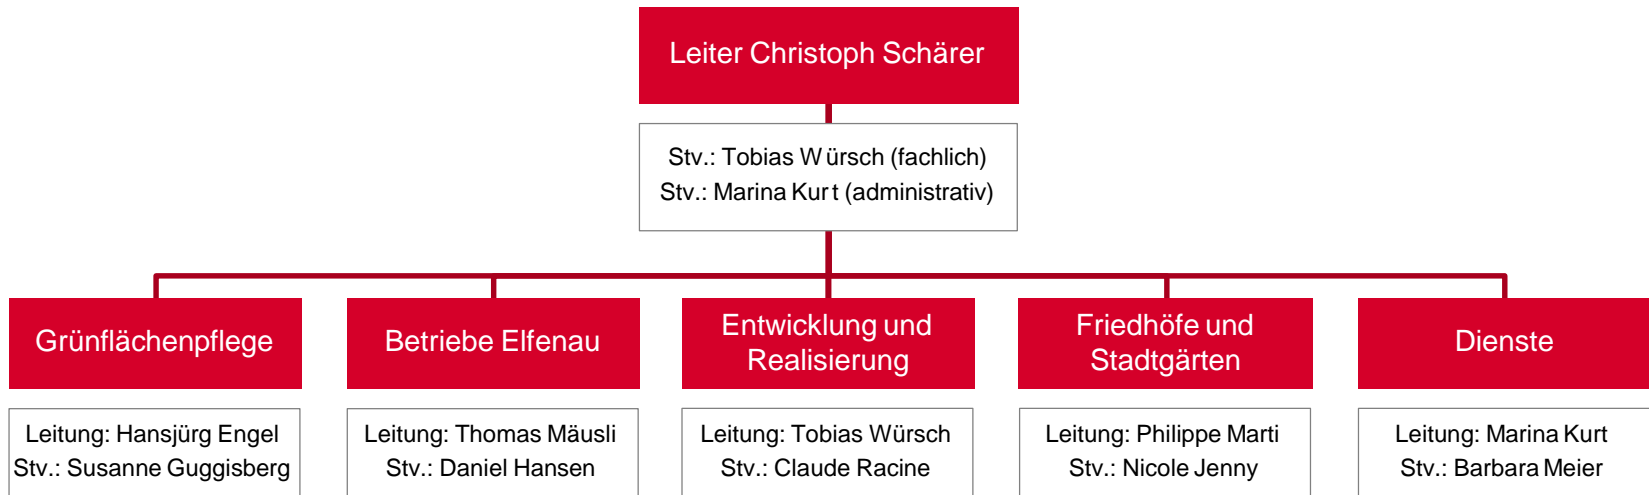 Leiter Christoph Schärer
Stv.: Tobias Würsch (fachlich)
Stv.: Marina Kurt (administrativ)
Grünflächenpflege
Leitung: Hansjürg Engel
Stv.: Susanne Guggisberg
Betriebe Elfenau
Leitung: Thomas Mäusli
Stv.: Daniel Hansen
Entwicklung und
Realisierung
Leitung: Tobias Würsch
Stv.: Claude Racine
Friedhöfe und
Stadtgärten
Leitung: Philippe Marti
Stv.: Nicole Jenny
Dienste
Leitung: Marina Kurt
Stv.: Barbara Meier